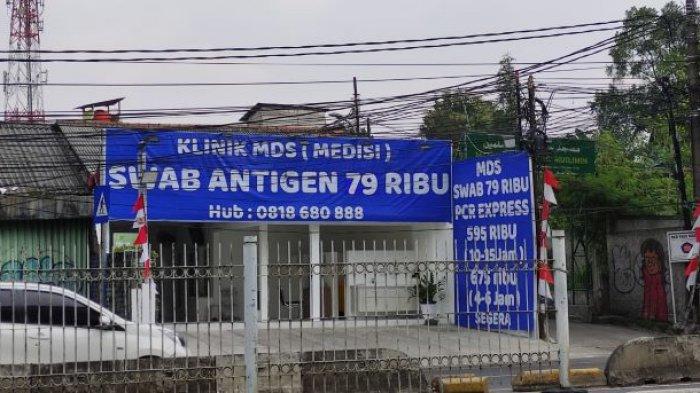 KLINIK MDS ( MEDISI )
SWAB ANTIGEN 79 RIBU
Hub : 0818 680 888
MDS
SWAB 79 RIBU
PCR EXPRESS
595 RIBU
(10-15Jam)
675 ribu
(4-6 Jam)
SEGERA